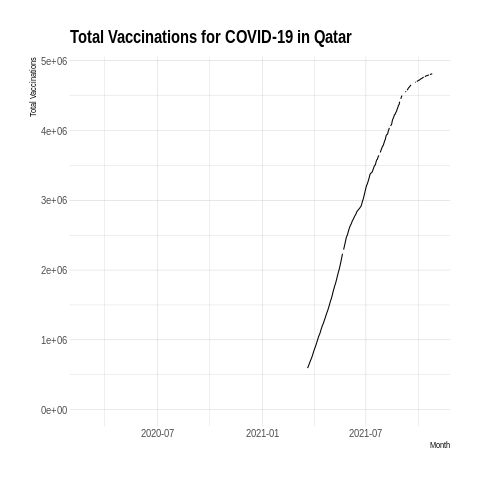 Total Vaccinations for COVID-19 in Qatar
Total Vaccinations
5e+06
4e+06
3e+06
2e+06
1e+06
0e+00
2020-07 2021-01 2021-07
Month